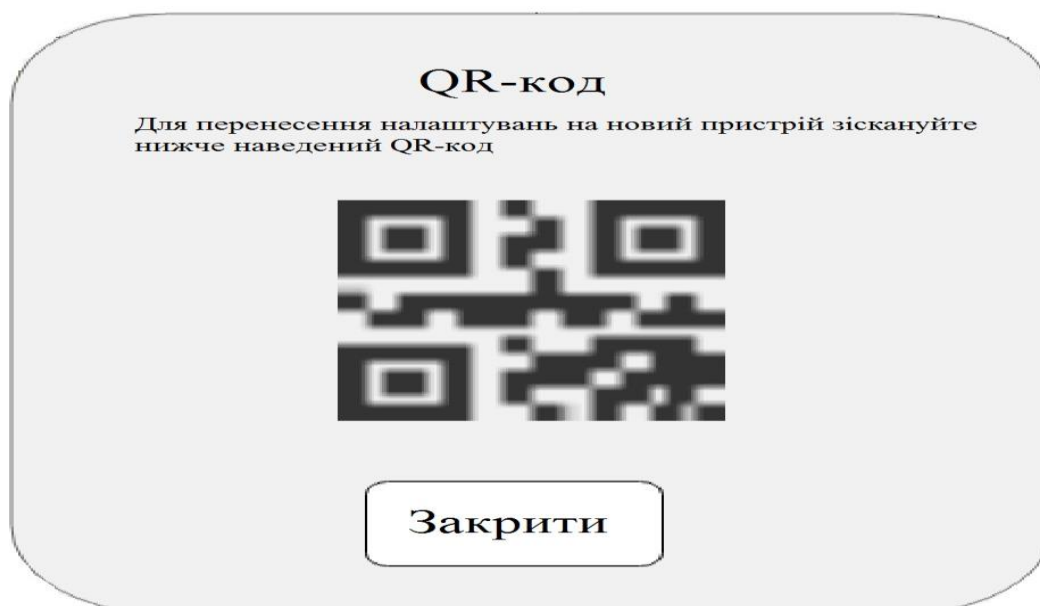 QR-код
Для перенесення налаштувань на новий пристрій зіскануйте
нижче наведений QR-код
Закрити